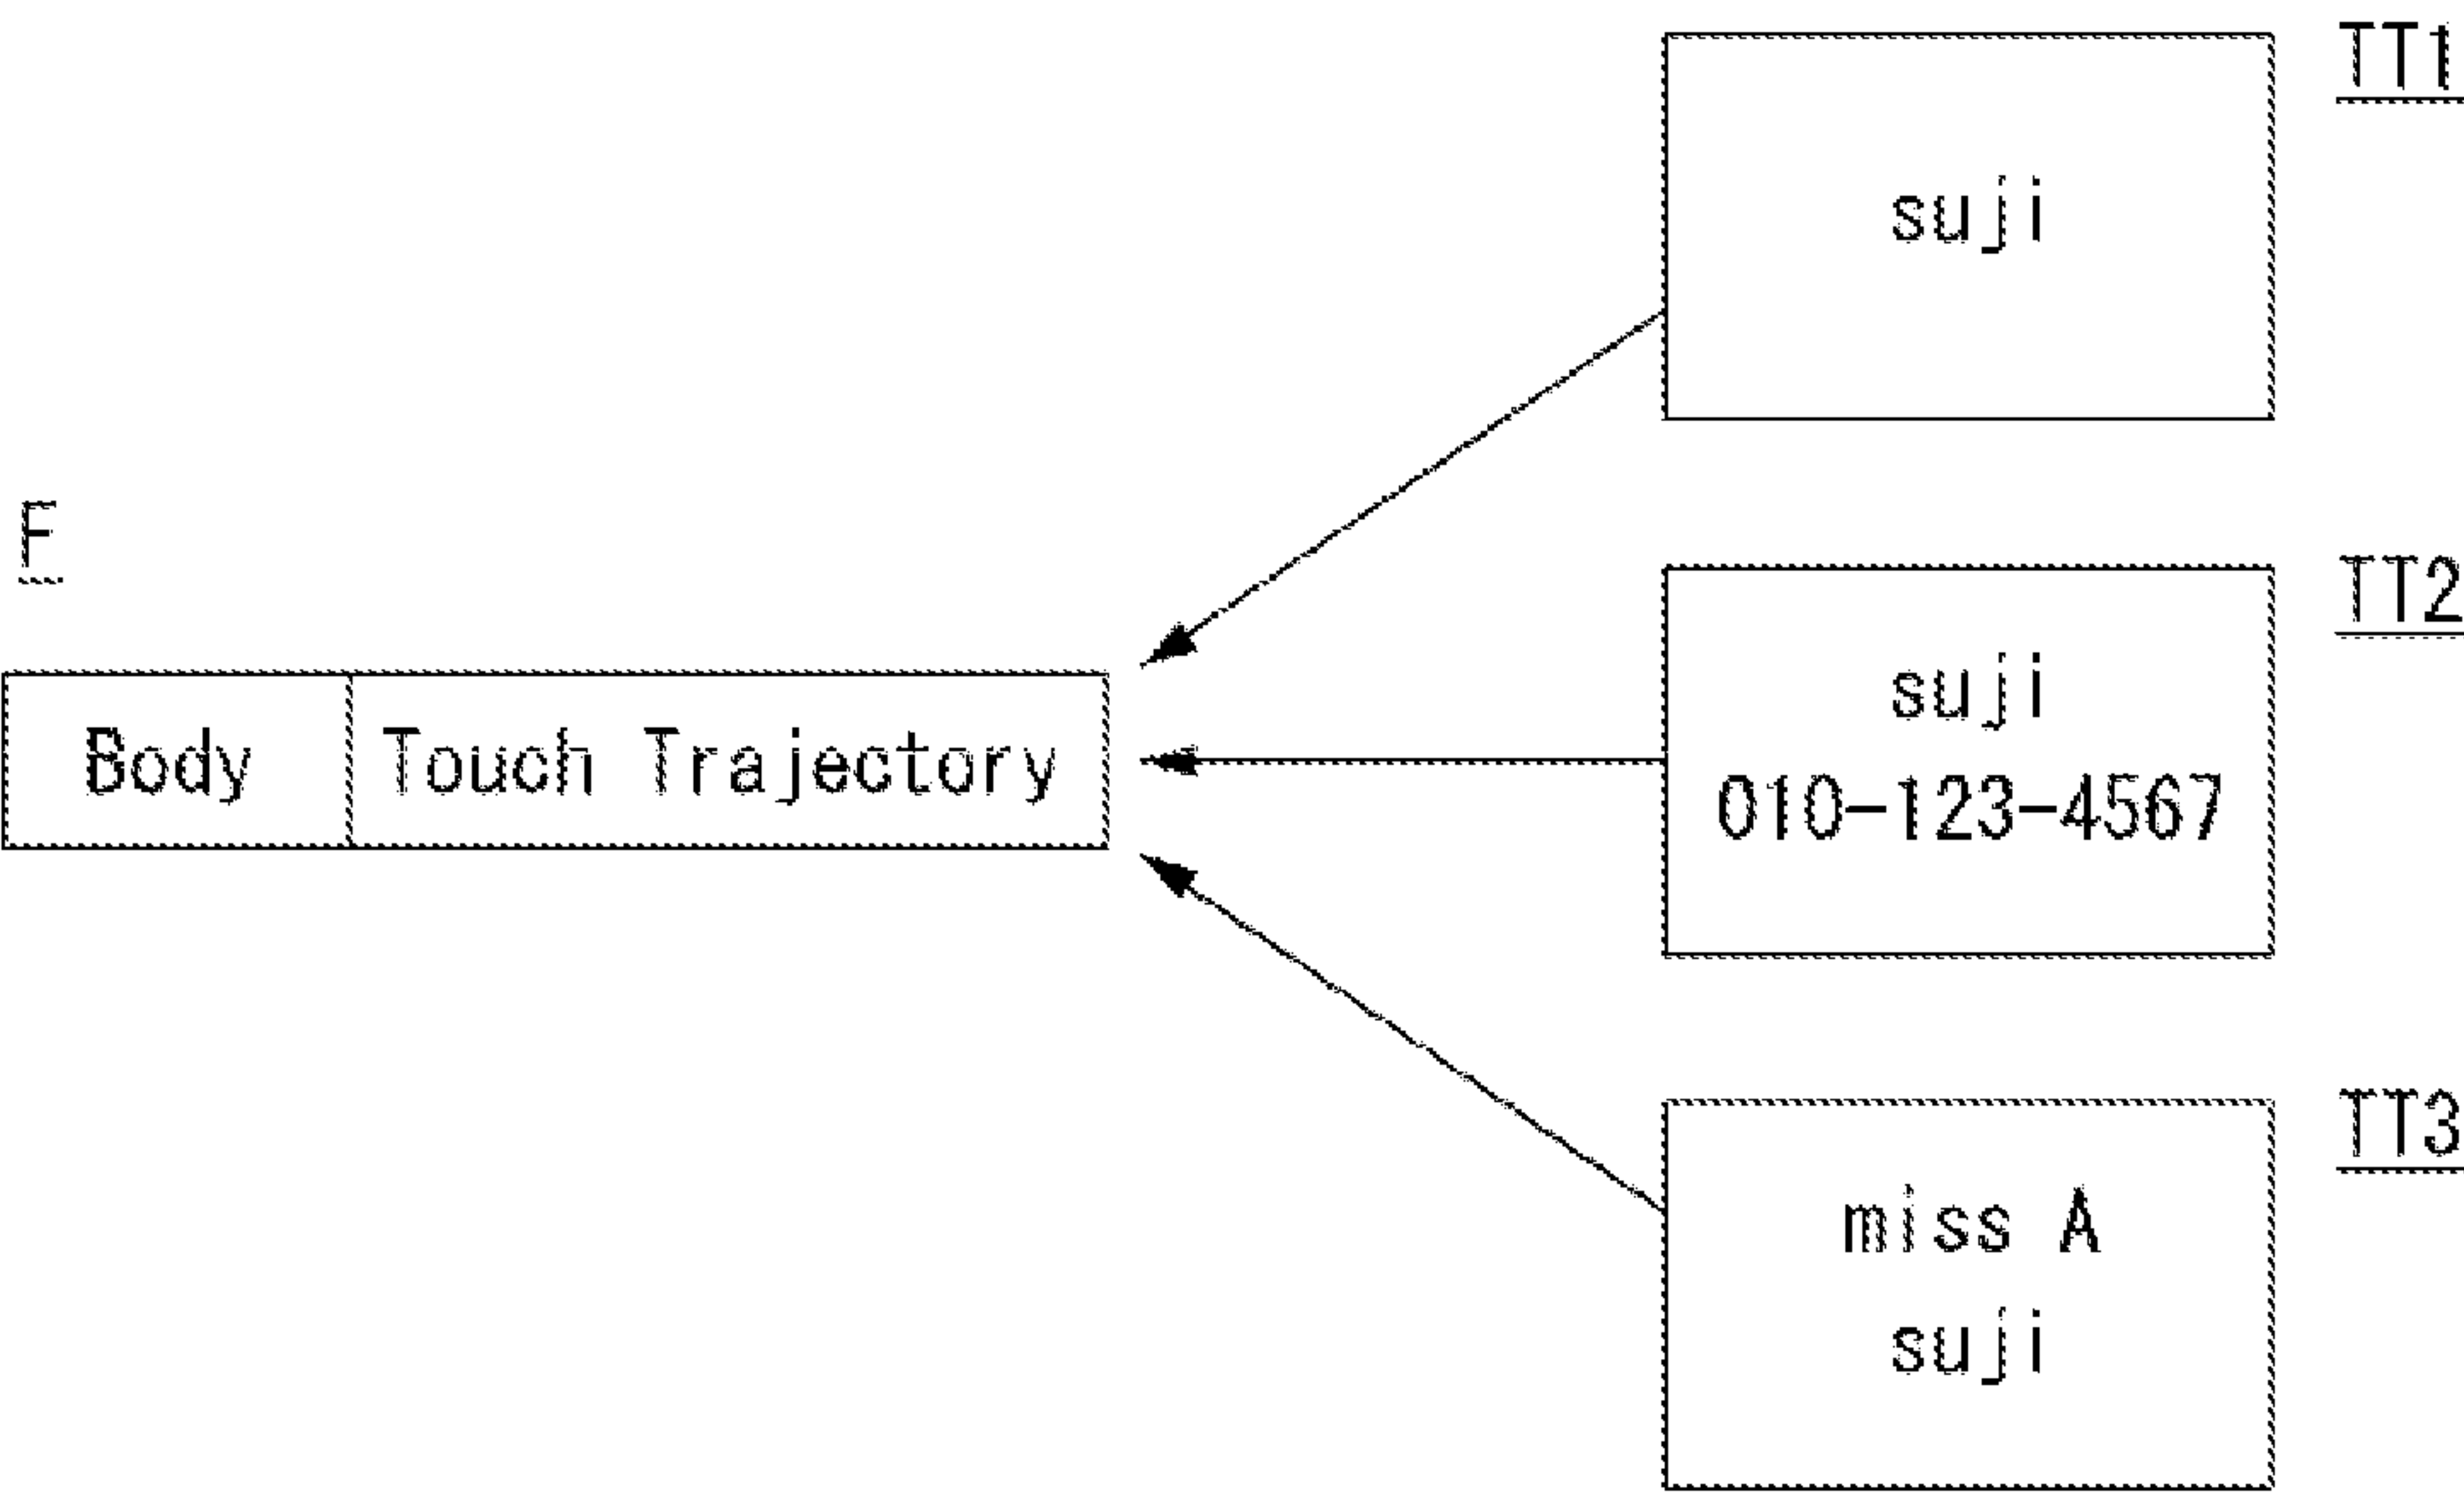 TT1
suji
F
TT2
suji
010-123-4567
Body
Touch Trajectory
TT3
miss A
suji